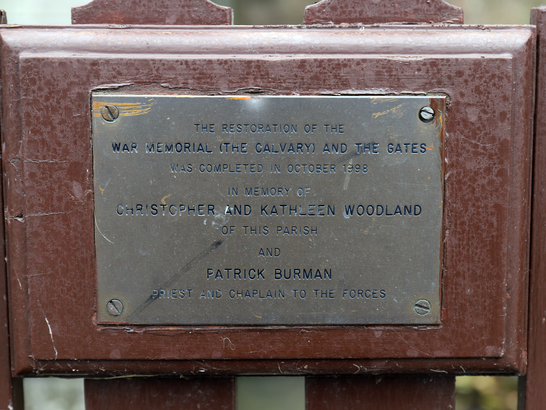 THE RESTORATION OF THE
WAR MEMORIAL (THE CALVARY) AND THE GATES
WAS COMPLETED IN OCTOBER 1998
IN MEMORY OF
CHRISTOPHER AND KATHLEEN WOODLAND
OF THIS PARISH
AND
PATRICK BURMAN
PRIEST AND CHAPLAIN TO THE FORCES